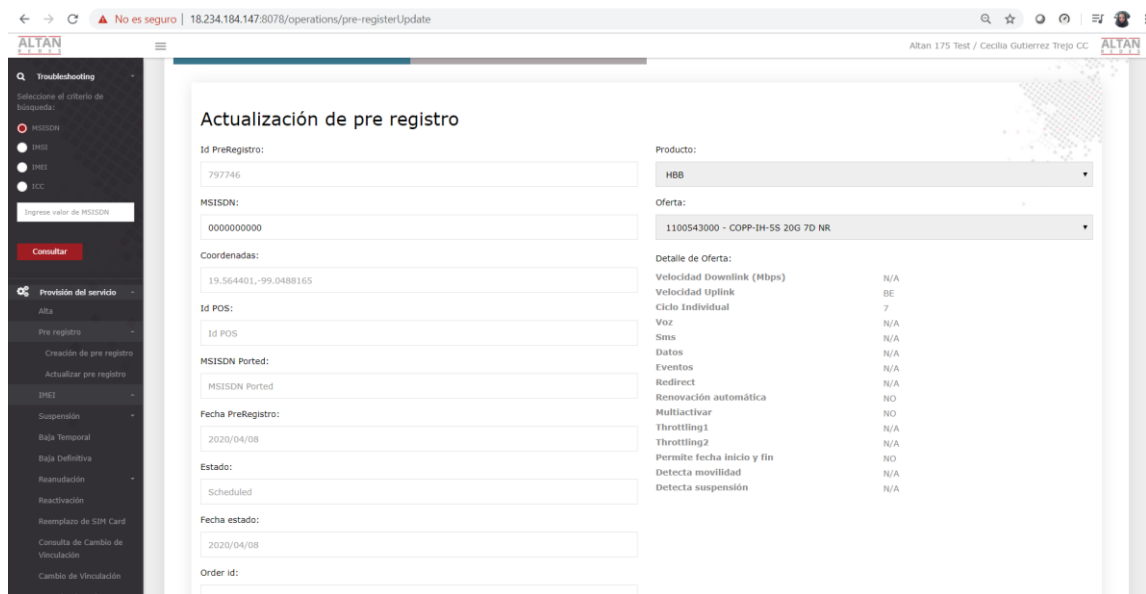 No es seguro | 18.234.184.147:8078/operations/pre-registerUpdate
ALTAN
REDES
Altan 175 Test / Cecilia Gutierrez Trejo CC
ALTAN
REDES
Troubleshooting
Seleccione el criterio de
búsqueda:
MSISDN
IMSI
IMEI
ICC
Ingrese valor de MSISDN
Consultar
Provisión del servicio
Alta
Pre registro
Creación de pre registro
Actualizar pre registro
IMEI
Suspensión
Baja Temporal
Baja Definitiva
Reanudación
Reactivación
Reemplazo de SIM Card
Consulta de Cambio de
Vinculación
Cambio de Vinculación
Actualización de pre registro
Id PreRegistro:
797746
MSISDN:
0000000000
Coordenadas:
19.564401,-99.0488165
Id POS:
Id POS
MSISDN Ported:
MSISDN Ported
Fecha PreRegistro:
2020/04/08
Estado:
Scheduled
Fecha estado:
2020/04/08
Order id:
Producto:
HBB
Oferta:
1100543000 - COPP-IH-5S 20G 7D NR
Detalle de Oferta:
Velocidad Downlink (Mbps) N/A
Velocidad Uplink BE
Ciclo Individual 7
Voz N/A
Sms N/A
Datos N/A
Eventos N/A
Redirect N/A
Renovación automática NO
Multiactivar NO
Throttling1 N/A
Throttling2 N/A
Permite fecha inicio y fin NO
Detecta movilidad N/A
Detecta suspensión N/A